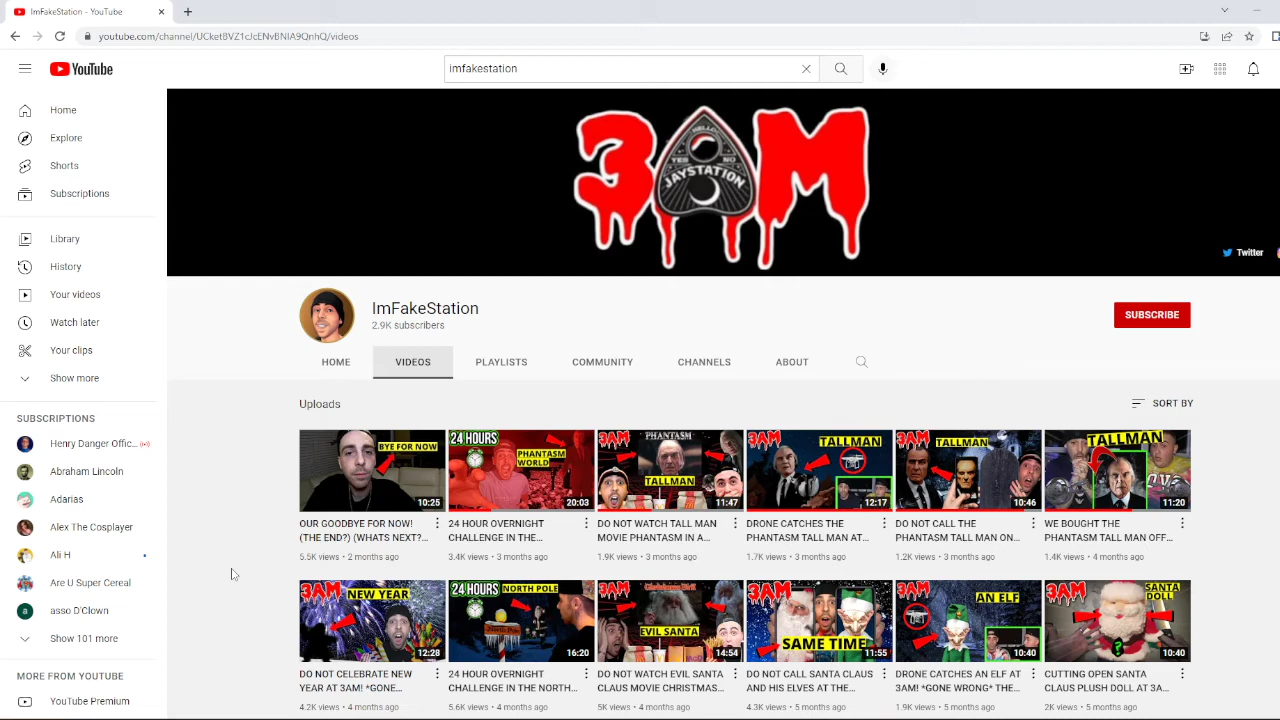 ImFakeStation - YouTube
youtube.com/channel/UCketBVZ1cJcENvBNIA9QnhQ/videos
YouTube
imfakestation
Home
Explore
Shorts
Subscriptions
Library
History
Your videos
Watch later
Your clips
Show more
SUBSCRIPTIONS
Henry Danger Offic...
Abraham Lincoln
Adarias
Alex The Cosplayer
Ali H
Are U Super Cereal
asso D'Clown
Show 101 more
MORE FROM YOUTUBE
YouTube Premium
3AM
HELLO
YES NO
JAYSTATION
Twitter
ImFakeStation
2.9K subscribers
SUBSCRIBE
HOME VIDEOS PLAYLISTS COMMUNITY CHANNELS ABOUT
Uploads
SORT BY
BYE FOR NOW
10:25
OUR GOODBYE FOR NOW!
(THE END?) (WHATS NEXT?...
5.5K views • 2 months ago
24 HOURS
PHANTASM
WORLD
20:03
24 HOUR OVERNIGHT
CHALLENGE IN THE...
3.4K views • 3 months ago
3AM
PHANTASM
TALLMAN
11:47
DO NOT WATCH TALL MAN
MOVIE PHANTASM IN A...
1.9K views • 3 months ago
3AM
TALLMAN
12:17
DRONE CATCHES THE
PHANTASM TALL MAN AT...
1.7K views • 3 months ago
3AM
TALLMAN
10:46
DO NOT CALL THE
PHANTASM TALL MAN ON...
1.2K views • 3 months ago
TALLMAN
11:20
WE BOUGHT THE
PHANTASM TALL MAN OFF...
1.4K views • 4 months ago
3AM
NEW YEAR
12:28
DO NOT CELEBRATE NEW
YEAR AT 3AM! *GONE...
4.2K views • 4 months ago
24 HOURS
NORTH POLE
16:20
24 HOUR OVERNIGHT
CHALLENGE IN THE NORTH...
5.6K views • 4 months ago
3AM
EVIL SANTA
14:54
DO NOT WATCH EVIL SANTA
CLAUS MOVIE CHRISTMAS...
5K views • 4 months ago
3AM
SAME TIME
11:55
DO NOT CALL SANTA CLAUS
AND HIS ELVES AT THE...
4.3K views • 5 months ago
3AM
AN ELF
10:40
DRONE CATCHES AN ELF AT
3AM! *GONE WRONG* THE...
1.9K views • 5 months ago
3AM
SANTA
DOLL
?
10:40
CUTTING OPEN SANTA
CLAUS PLUSH DOLL AT 3A...
2K views • 5 months ago